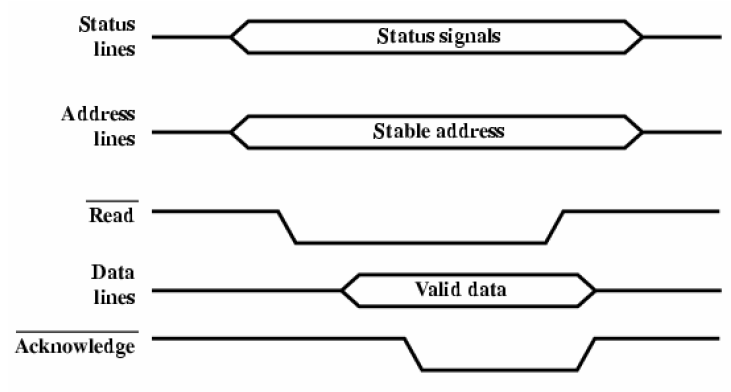 Status
lines
Status signals
Address
lines
Stable address
Read
Data
lines
Valid data
Acknowledge